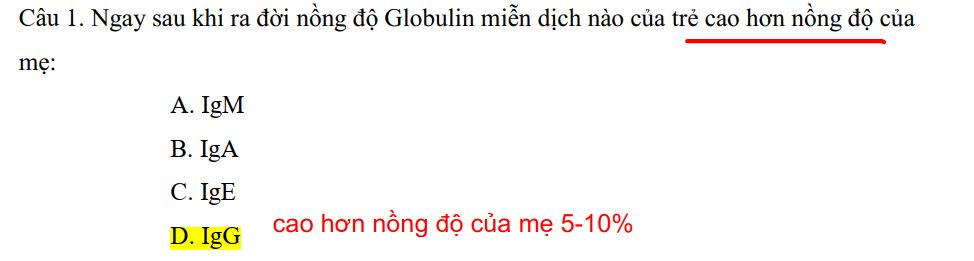 Câu 1. Ngay sau khi ra đời nồng độ Globulin miễn dịch nào của trẻ cao hơn nồng độ của
mẹ:
A. IgM
B. IgA
C. IgE
D. IgG cao hơn nồng độ của mẹ 5-10%